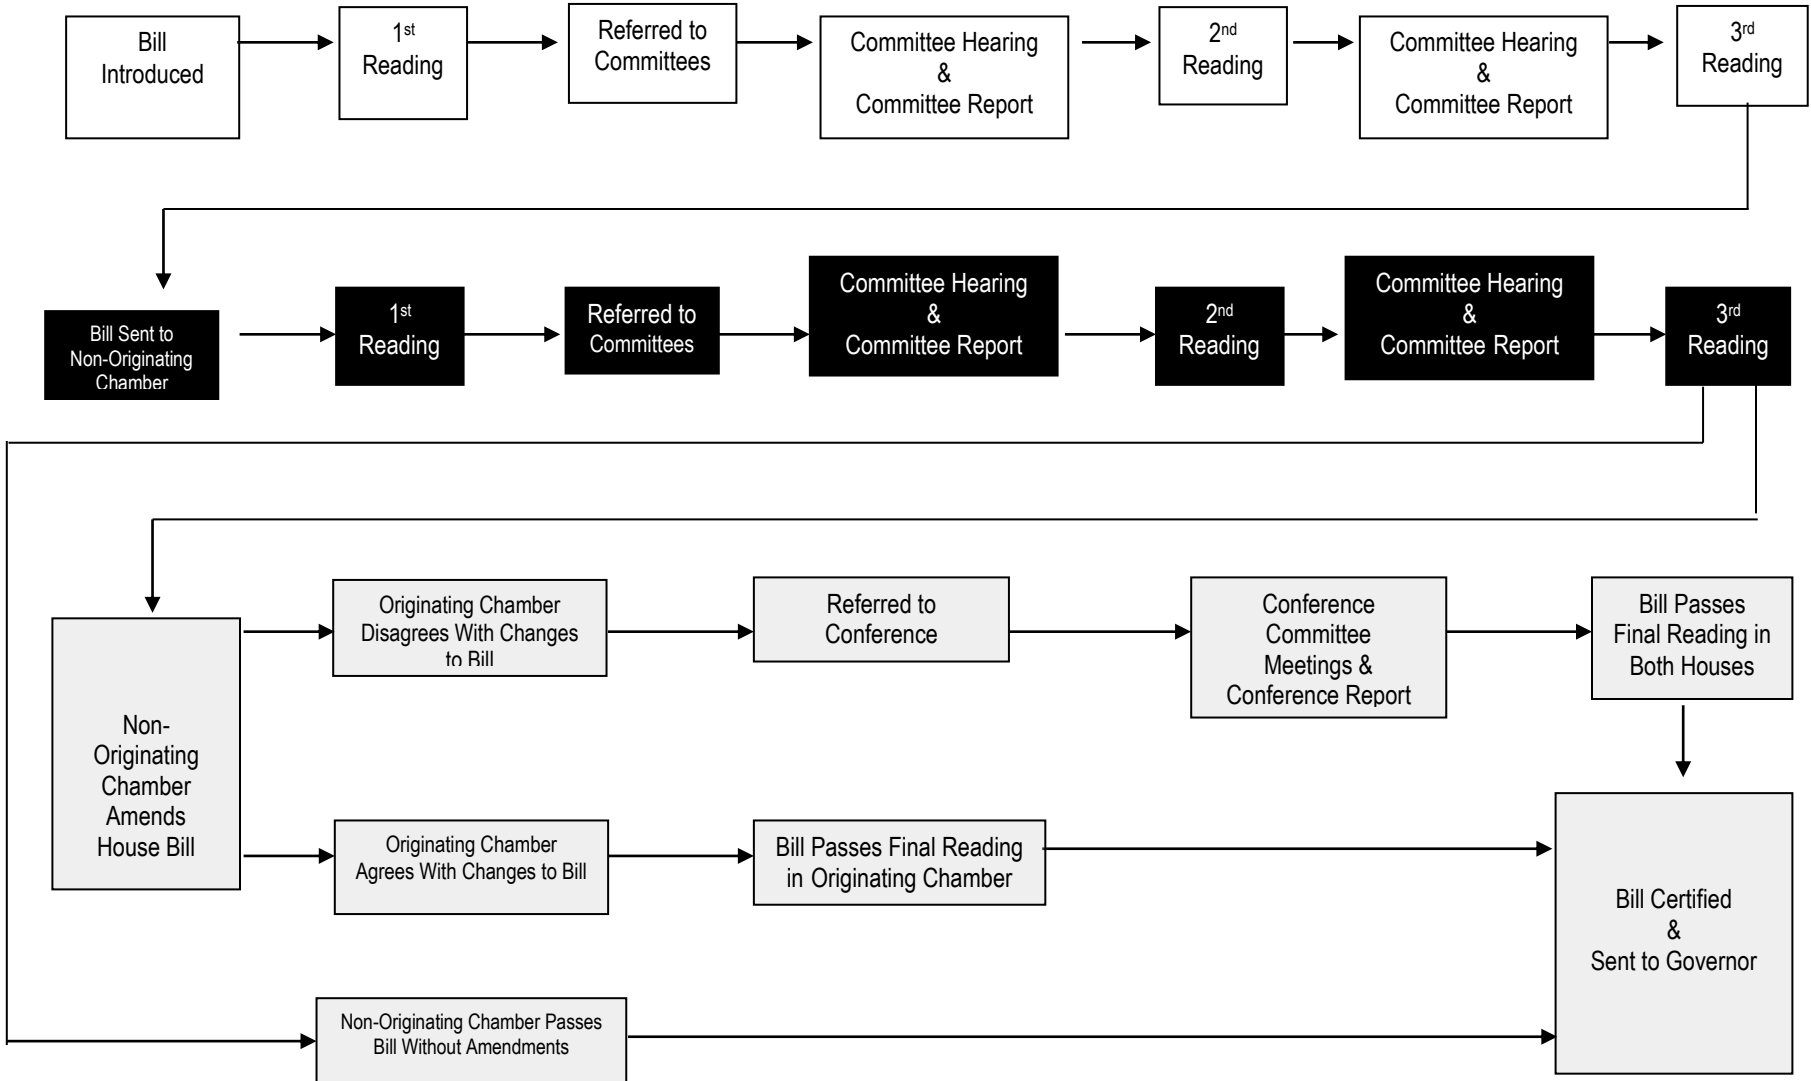 Bill
Introduced
1st
Reading
Referred to
Committees
Committee Hearing
&
Committee Report
2nd
Reading
Committee Hearing
&
Committee Report
3rd
Reading
Bill Sent to
Non-Originating
Chamber
1st
Reading
Referred to
Committees
Committee Hearing
&
Committee Report
2nd
Reading
Committee Hearing
&
Committee Report
3rd
Reading
Non-
Originating
Chamber
Amends
House Bill
Originating Chamber
Disagrees With Changes
to Bill
Referred to
Conference
Conference
Committee
Meetings &
Conference Report
Bill Passes
Final Reading in
Both Houses
Originating Chamber
Agrees With Changes to Bill
Bill Passes Final Reading
in Originating Chamber
Bill Certified
&
Sent to Governor
Non-Originating Chamber Passes
Bill Without Amendments